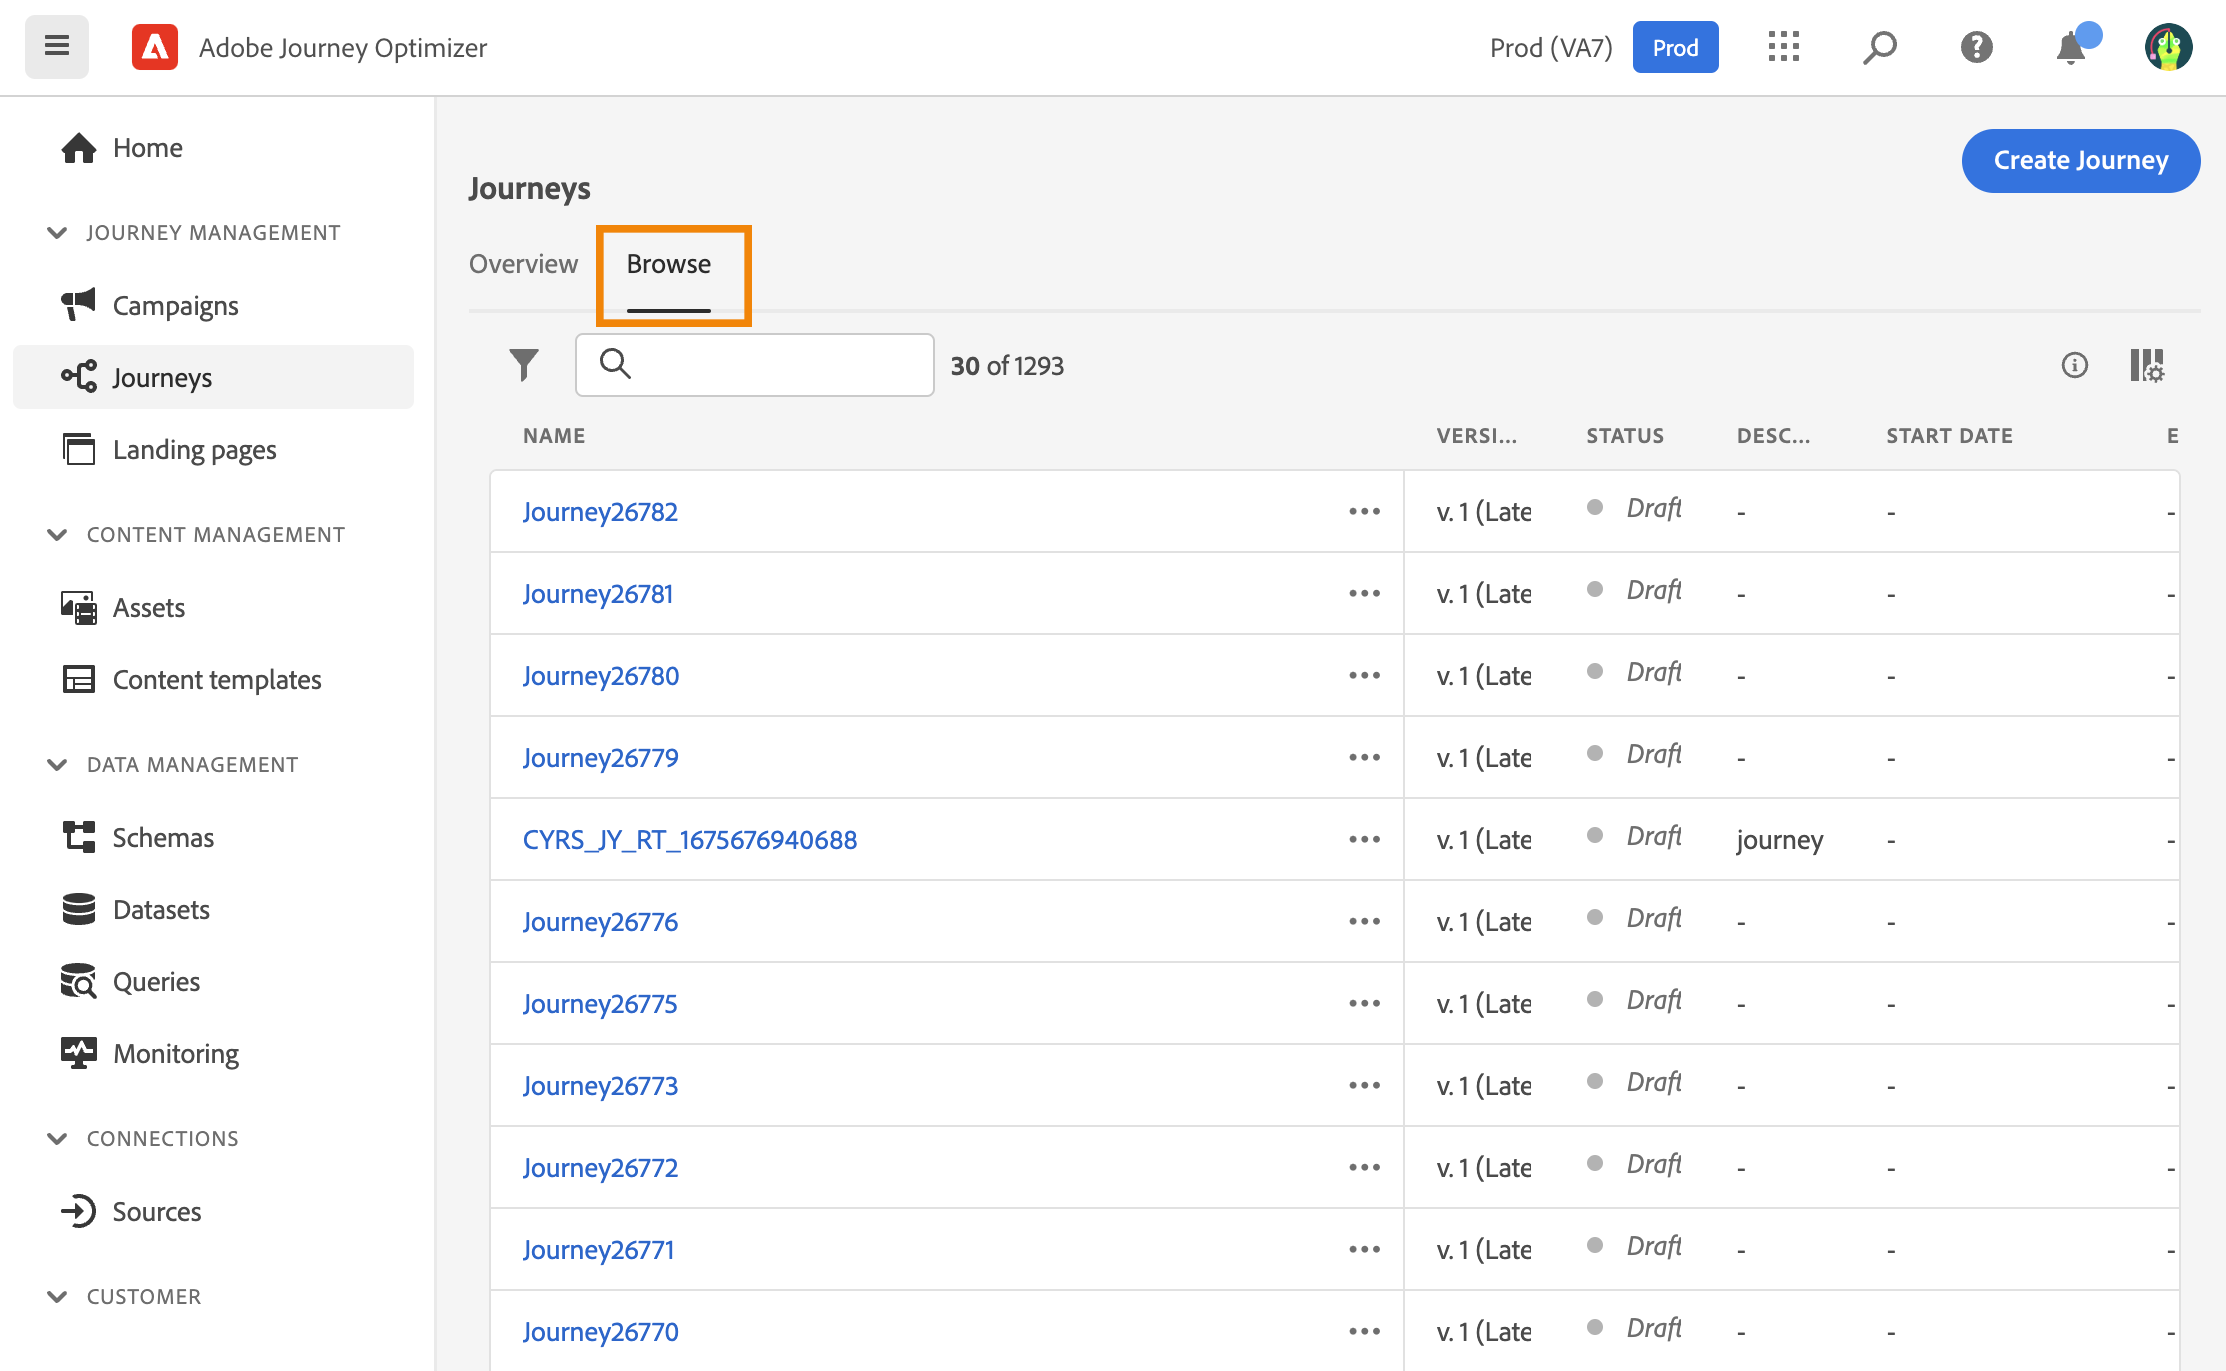 Adobe Journey Optimizer
Prod (VA7)
Prod
Home
JOURNEY MANAGEMENT
Campaigns
Journeys
Landing pages
CONTENT MANAGEMENT
Assets
Content templates
DATA MANAGEMENT
Schemas
Datasets
Queries
Monitoring
CONNECTIONS
Sources
CUSTOMER
Create Journey
Journeys
Overview Browse
30 of 1293
NAME VERSI... STATUS DESC... START DATE E
Journey26782 v. 1 (Late Draft - - -
Journey26781 v. 1 (Late Draft - - -
Journey26780 v. 1 (Late Draft - - -
Journey26779 v. 1 (Late Draft - - -
CYRS_JY_RT_1675676940688 v. 1 (Late Draft journey - -
Journey26776 v. 1 (Late Draft - - -
Journey26775 v. 1 (Late Draft - - -
Journey26773 v. 1 (Late Draft - - -
Journey26772 v. 1 (Late Draft - - -
Journey26771 v. 1 (Late Draft - - -
Journey26770 v. 1 (Late Draft - - -